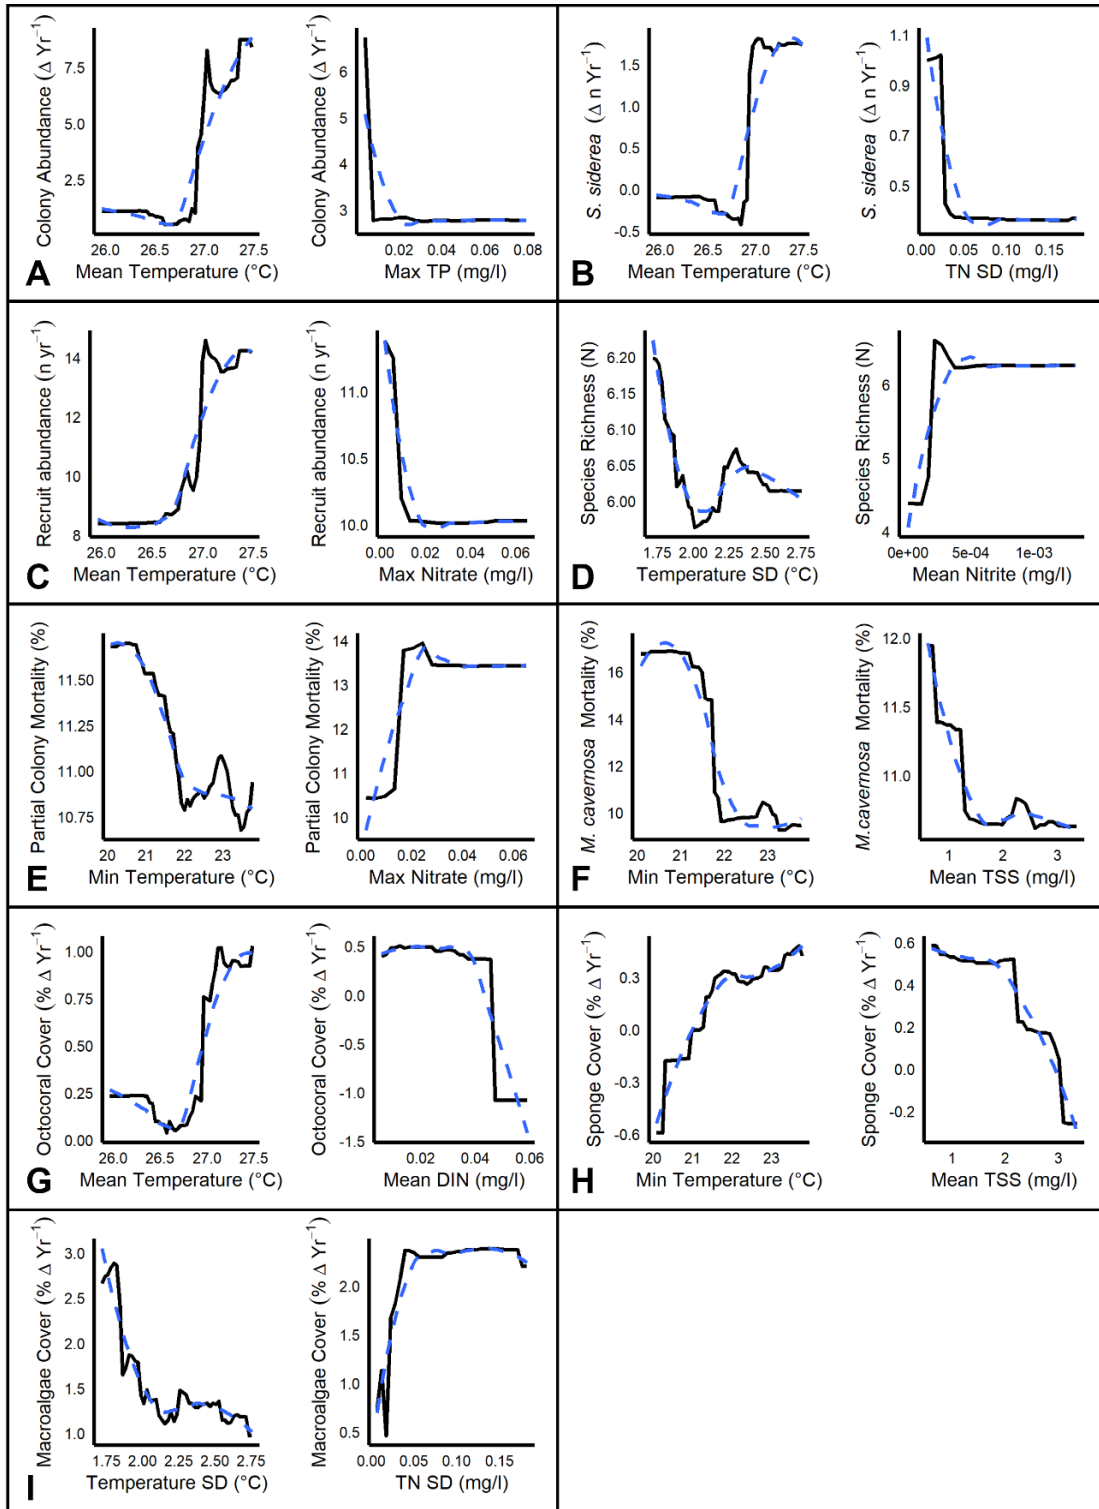 Colony Abundance (Δ Yr⁻¹)
7.5
5.0
2.5
26.0 26.5 27.0 27.5
Mean Temperature (°C)
Colony Abundance (Δ Yr⁻¹)
6
5
4
3
0.00 0.02 0.04 0.06 0.08
Max TP (mg/l)
A
S. siderea (Δ n Yr⁻¹)
1.5
1.0
0.5
0.0
-0.5
26.0 26.5 27.0 27.5
Mean Temperature (°C)
S. siderea (Δ n Yr⁻¹)
1.1
0.9
0.7
0.5
0.00 0.05 0.10 0.15
TN SD (mg/l)
B
Recruit abundance (n yr⁻¹)
14
12
10
8
26.0 26.5 27.0 27.5
Mean Temperature (°C)
Recruit abundance (n yr⁻¹)
11.0
10.5
10.0
0.00 0.02 0.04 0.06
Max Nitrate (mg/l)
C
Species Richness (N)
6.20
6.15
6.10
6.05
6.00
1.75 2.00 2.25 2.50 2.75
Temperature SD (°C)
Species Richness (N)
6
5
4
0e+00 5e-04 1e-03
Mean Nitrite (mg/l)
D
Partial Colony Mortality (%)
11.50
11.25
11.00
10.75
20 21 22 23
Min Temperature (°C)
Partial Colony Mortality (%)
14
13
12
11
10
0.00 0.02 0.04 0.06
Max Nitrate (mg/l)
E
M. cavernosa Mortality (%)
16
14
12
10
20 21 22 23
Min Temperature (°C)
M.cavernosa Mortality (%)
12.0
11.5
11.0
1 2 3
Mean TSS (mg/l)
F
Octocoral Cover (% Δ Yr⁻¹)
1.00
0.75
0.50
0.25
0.00
26.0 26.5 27.0 27.5
Mean Temperature (°C)
Octocoral Cover (% Δ Yr⁻¹)
0.5
0.0
-0.5
-1.0
-1.5
0.02 0.04 0.06
Mean DIN (mg/l)
G
Sponge Cover (% Δ Yr⁻¹)
0.3
0.0
-0.3
-0.6
20 21 22 23
Min Temperature (°C)
Sponge Cover (% Δ Yr⁻¹)
0.6
0.4
0.2
0.0
-0.2
1 2 3
Mean TSS (mg/l)
H
Macroalgae Cover (% Δ Yr⁻¹)
3.0
2.5
2.0
1.5
1.0
1.75 2.00 2.25 2.50 2.75
Temperature SD (°C)
Macroalgae Cover (% Δ Yr⁻¹)
2.0
1.5
1.0
0.5
0.00 0.05 0.10 0.15
TN SD (mg/l)
I